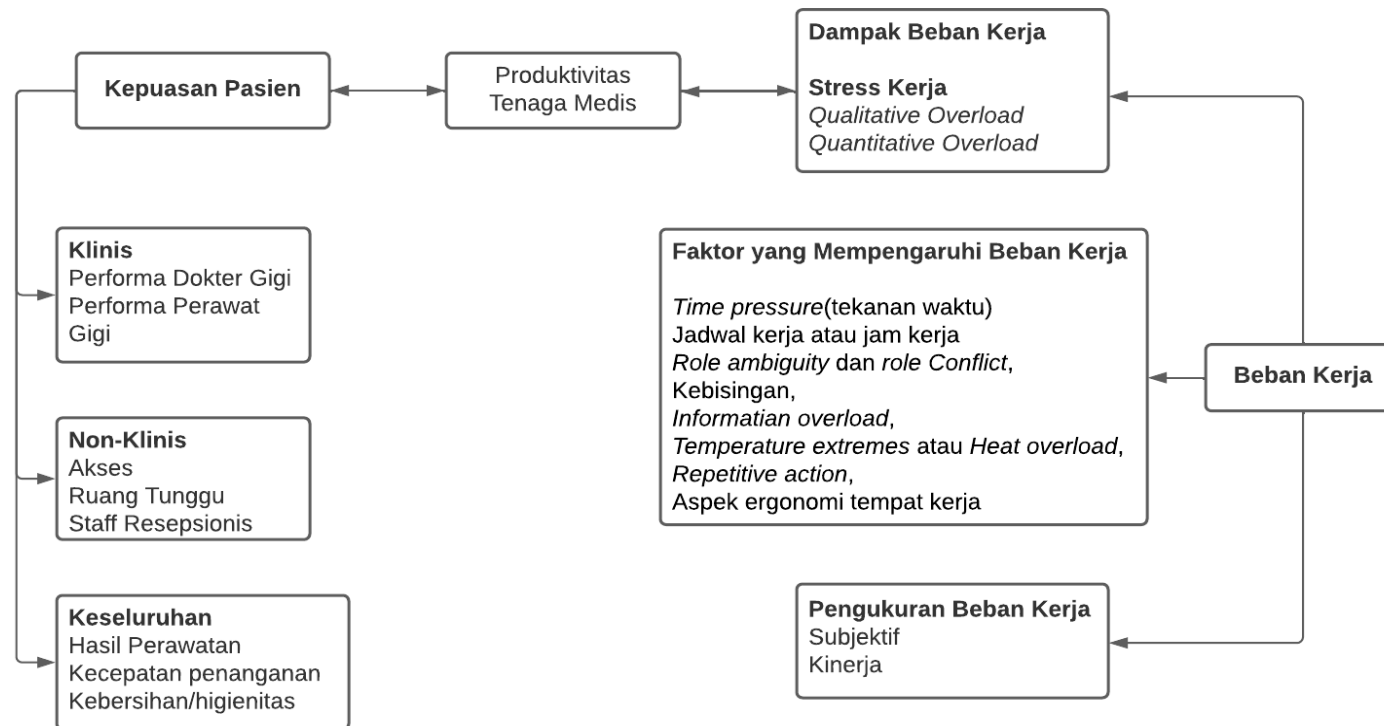 Kepuasan Pasien
Produktivitas
Tenaga Medis
Dampak Beban Kerja
Stress Kerja
Qualitative Overload
Quantitative Overload
Klinis
Performa Dokter Gigi
Performa Perawat
Gigi
Faktor yang Mempengaruhi Beban Kerja
Time pressure(tekanan waktu)
Jadwal kerja atau jam kerja
Role ambiguity dan role Conflict,
Kebisingan,
Informatian overload,
Temperature extremes atau Heat overload,
Repetitive action,
Aspek ergonomi tempat kerja
Beban Kerja
Non-Klinis
Akses
Ruang Tunggu
Staff Resepsionis
Keseluruhan
Hasil Perawatan
Kecepatan penanganan
Kebersihan/higienitas
Pengukuran Beban Kerja
Subjektif
Kinerja